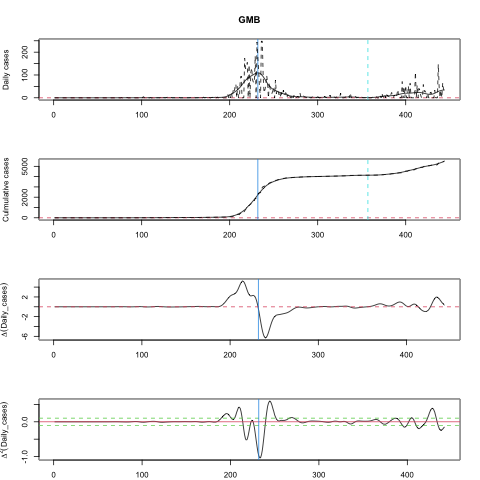 GMB
Daily cases
0 100 200
0 100 200 300 400
Culmulative cases
0 2000 5000
0 100 200 300 400
Δ(Daily_cases)
-6 -2 2
0 100 200 300 400
Δ²(Daily_cases)
-1.0 0.0
0 100 200 300 400